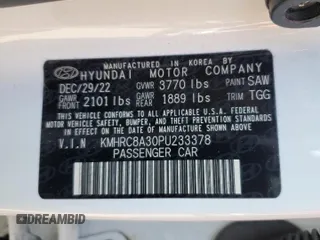 MANUFACTURED IN KOREA BY
HYUNDAI MOTOR COMPANY
DEC/29/22 GVWR 3770 lbs PAINT SAW
GAWR FRONT 2101 lbs GAWR REAR 1889 lbs TRIM TGG
THIS VEHICLE CONFORMS TO ALL APPLICABLE U.S.A. FEDERAL
MOTOR VEHICLE SAFETY, BUMPER, AND THEFT PREVENTION
STANDARDS IN EFFECT ON THE DATE OF MANUFACTURE SHOWN ABOVE.
V.I.N KMHRC8A30PU233378
PASSENGER CAR
© DREAMBID
DREAMBID.COM